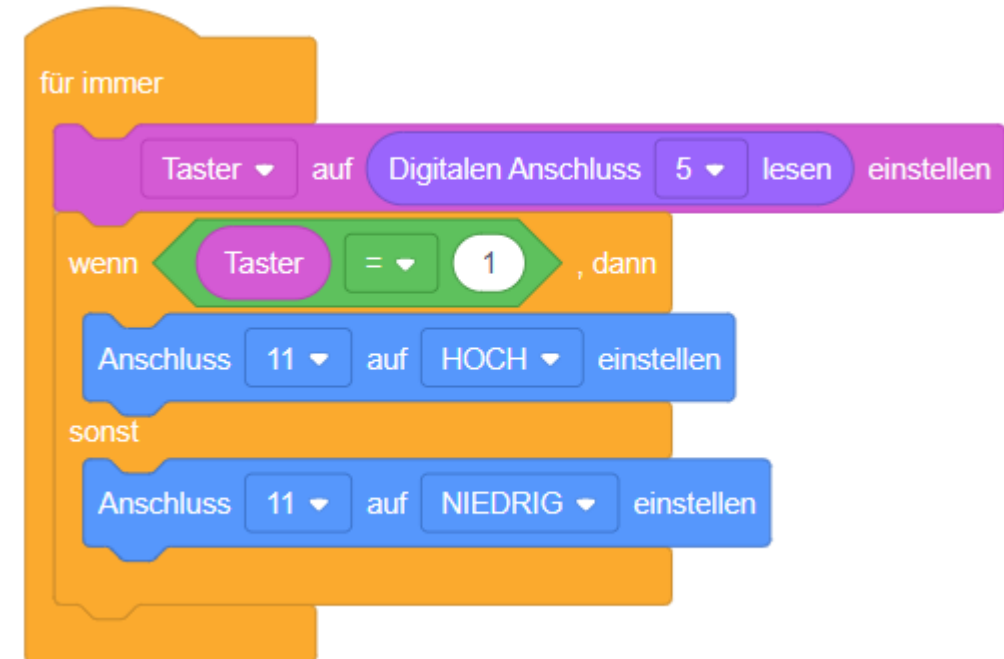 für immer
Taster auf Digitalen Anschluss 5 lesen einstellen
wenn Taster = 1 , dann
Anschluss 11 auf HOCH einstellen
sonst
Anschluss 11 auf NIEDRIG einstellen